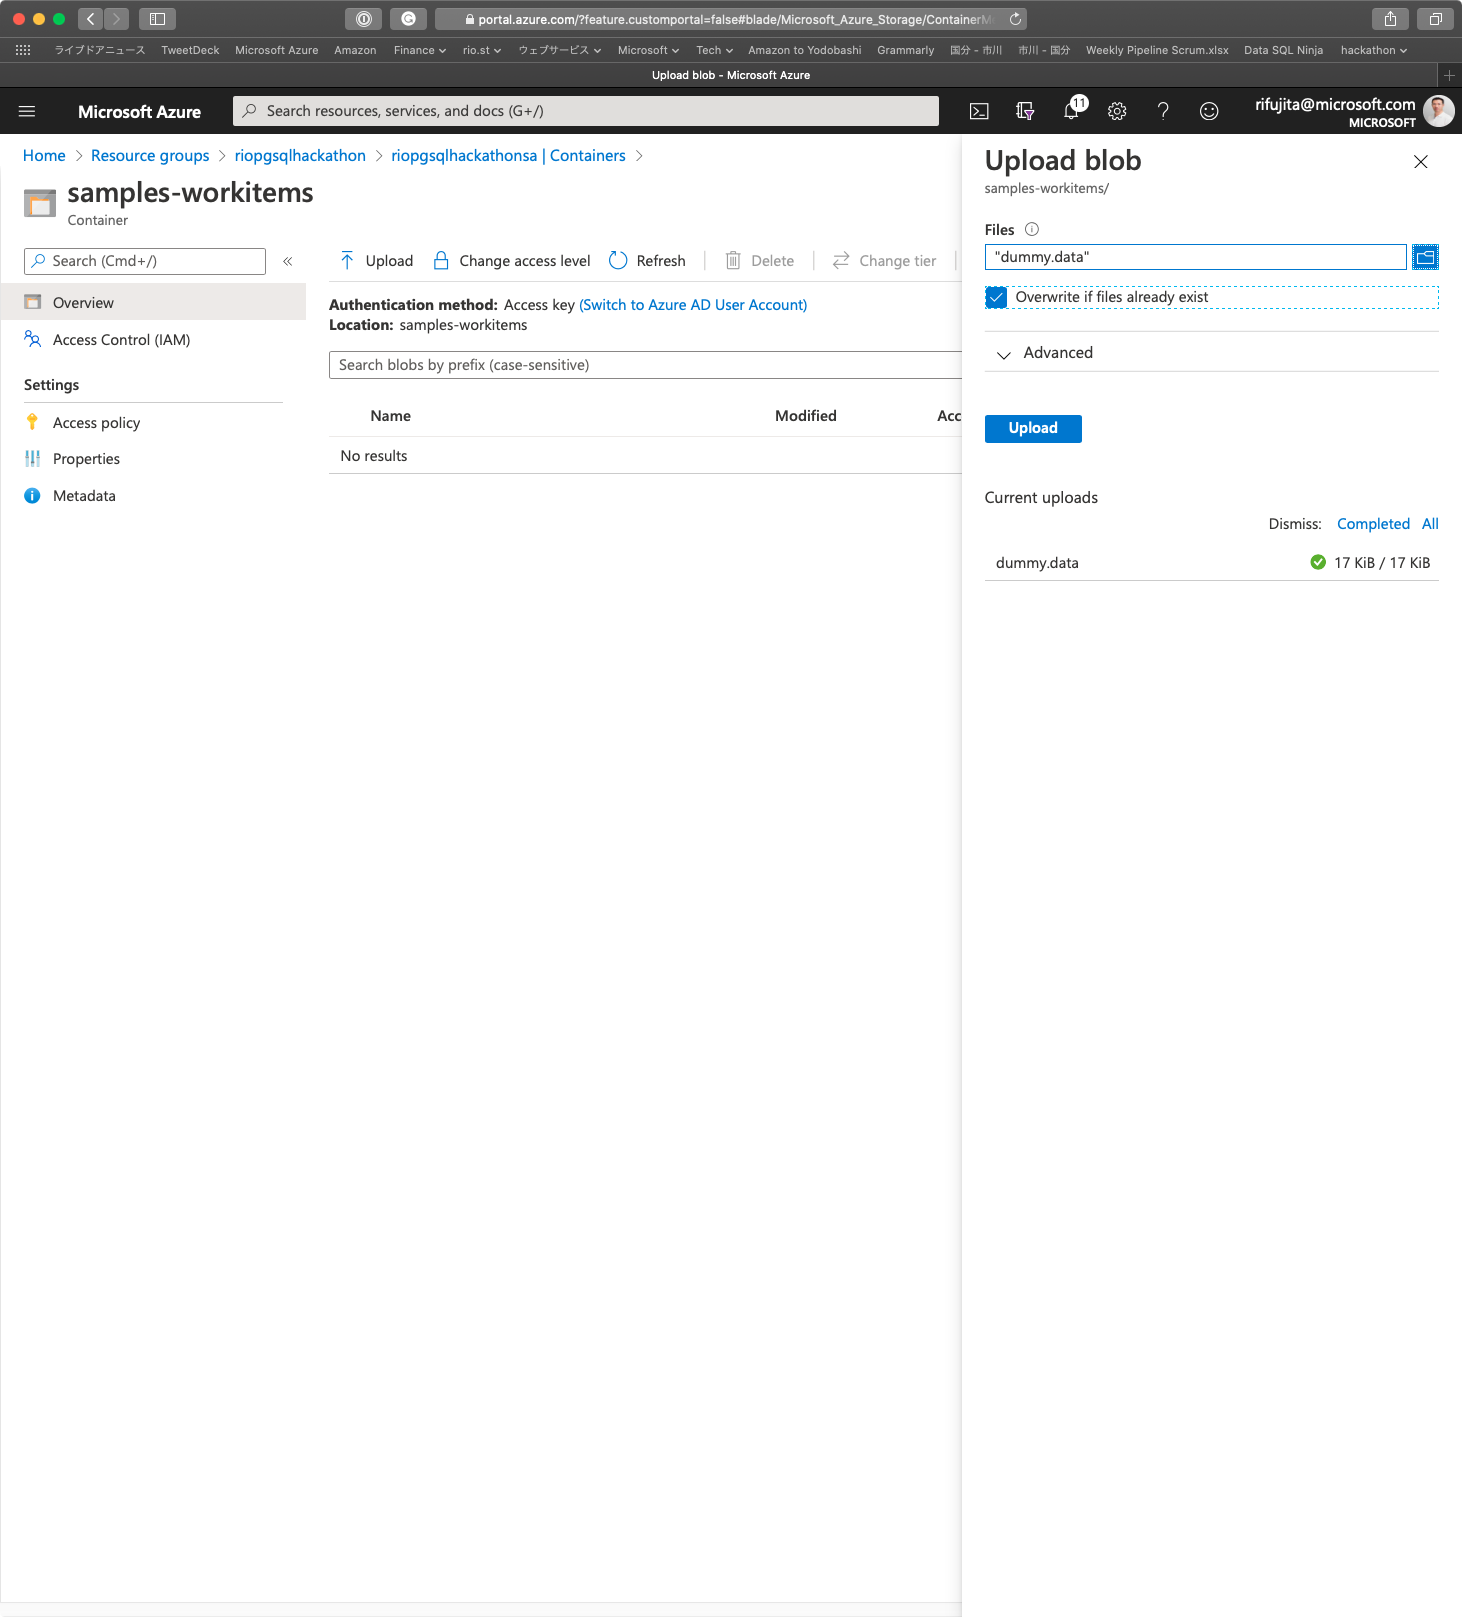 portal.azure.com/?feature.customportal=false#blade/Microsoft_Azure_Storage/ContainerM
ライブドアニュース TweetDeck Microsoft Azure Amazon Finance rio.st ウェブサービス Microsoft Tech Amazon to Yodobashi Grammarly 国分 - 市川 市川 - 国分 Weekly Pipeline Scrum.xlsx Data SQL Ninja hackathon
Upload blob - Microsoft Azure
Microsoft Azure
Search resources, services, and docs (G+/)
11
rifujita@microsoft.com
MICROSOFT
Home > Resource groups > riopgsqlhackathon > riopgsqlhackathonsa | Containers >
samples-workitems
Container
Search (Cmd+/)
«
Overview
Access Control (IAM)
Settings
Access policy
Properties
Metadata
Upload Change access level Refresh Delete Change tier
Authentication method: Access key (Switch to Azure AD User Account)
Location: samples-workitems
Search blobs by prefix (case-sensitive)
Name Modified Acc
No results
Upload blob
samples-workitems/
Files
"dummy.data"
Overwrite if files already exist
Advanced
Upload
Current uploads
Dismiss: Completed All
dummy.data 17 KiB / 17 KiB